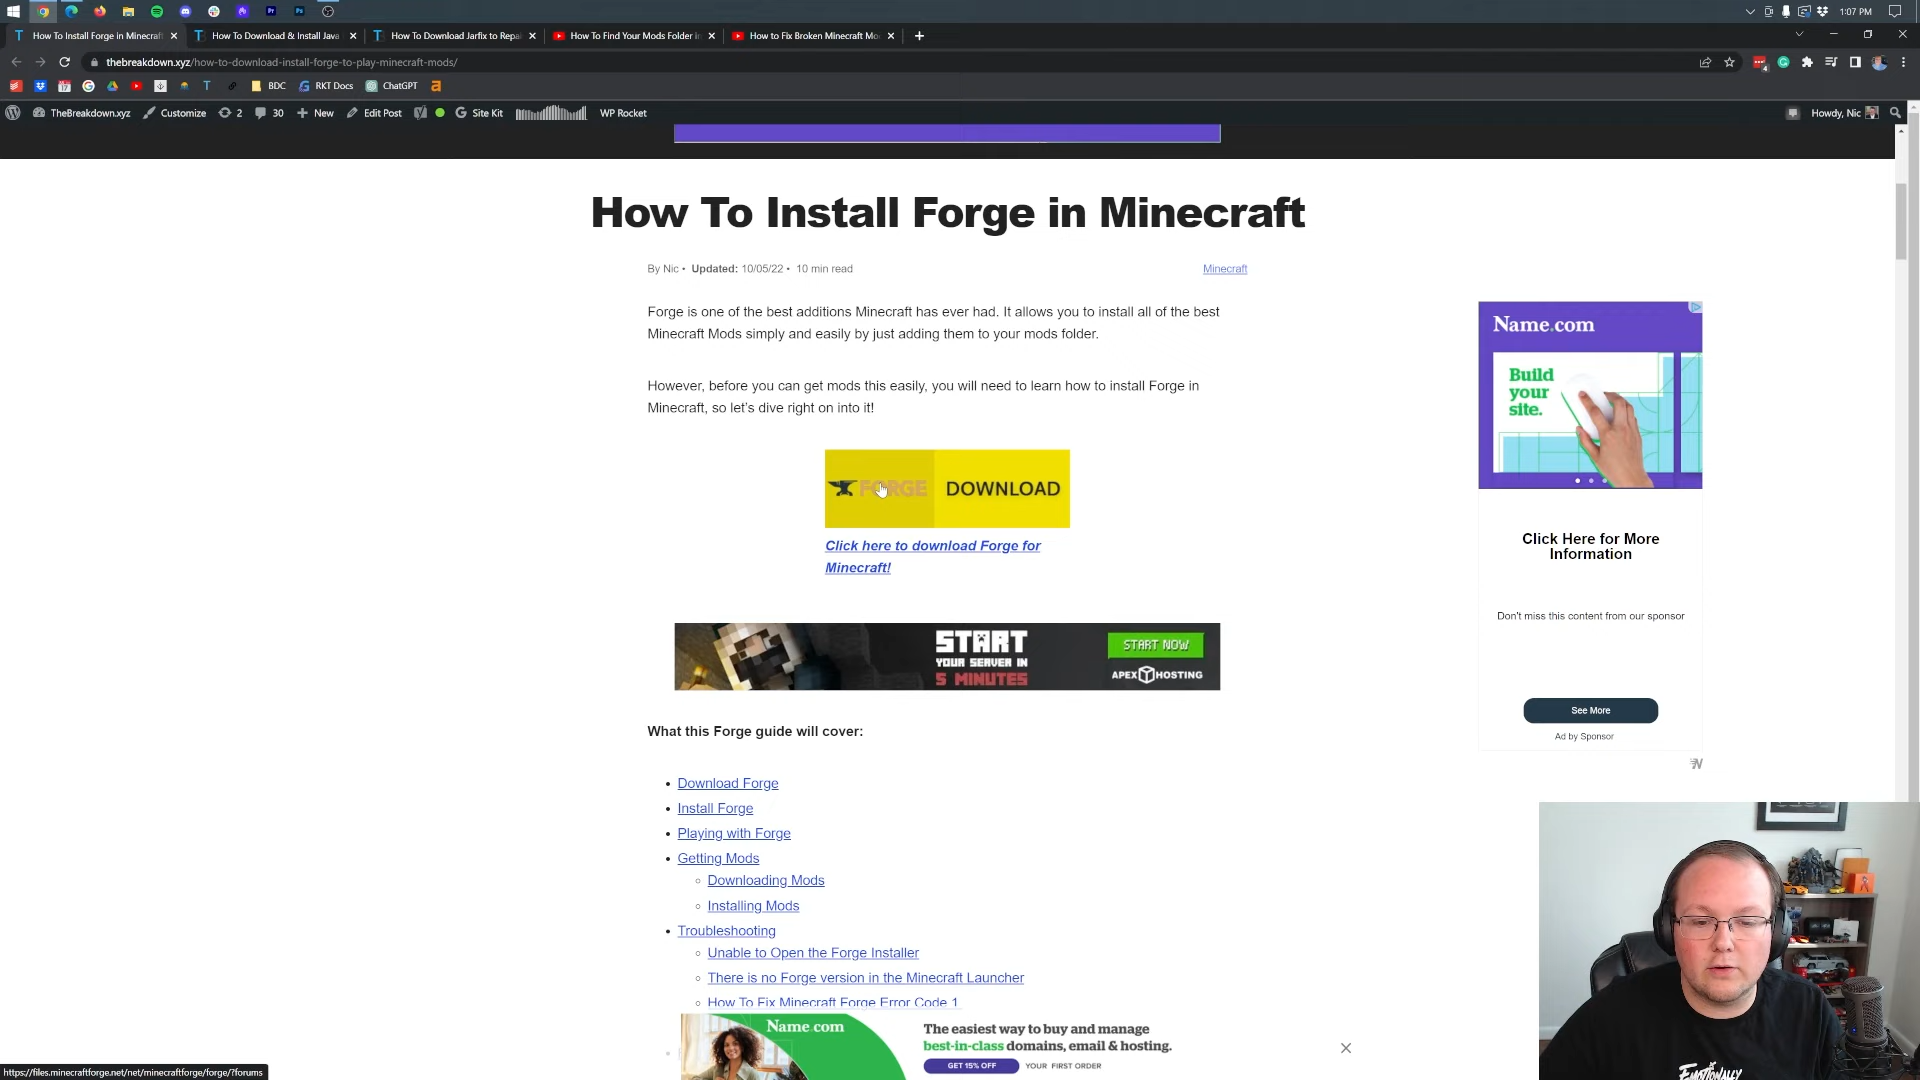 1:07 PM
How To Install Forge in Minecraft
How To Download & Install Java
How To Download Jarfix to Repai
How To Find Your Mods Folder in
How to Fix Broken Minecraft Mo
thebreakdown.xyz/how-to-download-install-forge-to-play-minecraft-mods/
BDC
RKT Docs
ChatGPT
TheBreakdown.xyz
Customize
2
30
New
Edit Post
Site Kit
WP Rocket
Howdy, Nic
How To Install Forge in Minecraft
By Nic • Updated: 10/05/22 • 10 min read
Minecraft
Forge is one of the best additions Minecraft has ever had. It allows you to install all of the best
Minecraft Mods simply and easily by just adding them to your mods folder.
However, before you can get mods this easily, you will need to learn how to install Forge in
Minecraft, so let's dive right on into it!
FORGE DOWNLOAD
Click here to download Forge for
Minecraft!
START
YOUR SERVER IN
5 MINUTES
START NOW
APEX HOSTING
What this Forge guide will cover:
• Download Forge
• Install Forge
• Playing with Forge
• Getting Mods
◦ Downloading Mods
◦ Installing Mods
• Troubleshooting
◦ Unable to Open the Forge Installer
◦ There is no Forge version in the Minecraft Launcher
◦ How To Fix Minecraft Forge Error Code 1
Name.com
Build
your
site.
Click Here for More
Information
Don't miss this content from our sponsor
See More
Ad by Sponsor
Name.com
The easiest way to buy and manage
best-in-class domains, email & hosting.
GET 15% OFF
YOUR FIRST ORDER
https://files.minecraftforge.net/net/minecraftforge/forge/?forums
EMOTIONALLY